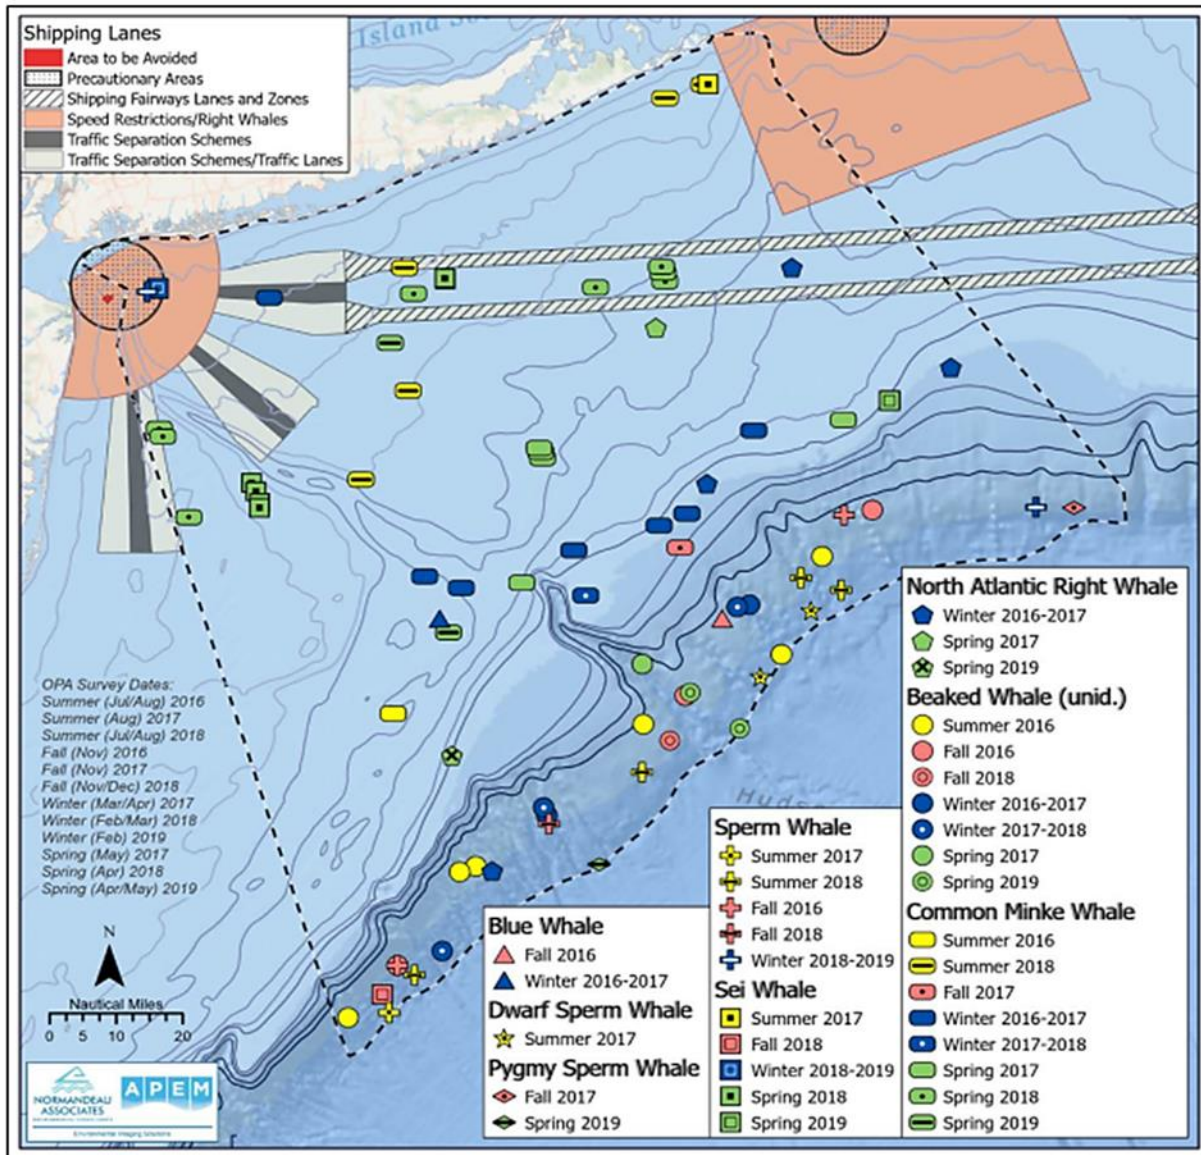 Shipping Lanes
Area to be Avoided
Precautionary Areas
Shipping Fairways Lanes and Zones
Speed Restrictions/Right Whales
Traffic Separation Schemes
Traffic Separation Schemes/Traffic Lanes
Island
OPA Survey Dates:
Summer (Jul/Aug) 2016
Summer (Aug) 2017
Summer (Jul/Aug) 2018
Fall (Nov) 2016
Fall (Nov) 2017
Fall (Nov/Dec) 2018
Winter (Mar/Apr) 2017
Winter (Feb/Mar) 2018
Winter (Feb) 2019
Spring (May) 2017
Spring (Apr) 2018
Spring (Apr/May) 2019
N
Nautical Miles
0 5 10 20
NORMANDEAU
ASSOCIATES
APEM
Environmental Imaging Solutions
Huds
Blue Whale
Fall 2016
Winter 2016-2017
Dwarf Sperm Whale
Summer 2017
Pygmy Sperm Whale
Fall 2017
Spring 2019
Sperm Whale
Summer 2017
Summer 2018
Fall 2016
Fall 2018
Winter 2018-2019
Sei Whale
Summer 2017
Fall 2018
Winter 2018-2019
Spring 2018
Spring 2019
North Atlantic Right Whale
Winter 2016-2017
Spring 2017
Spring 2019
Beaked Whale (unid.)
Summer 2016
Fall 2016
Fall 2018
Winter 2016-2017
Winter 2017-2018
Spring 2017
Spring 2019
Common Minke Whale
Summer 2016
Summer 2018
Fall 2017
Winter 2016-2017
Winter 2017-2018
Spring 2017
Spring 2018
Spring 2019